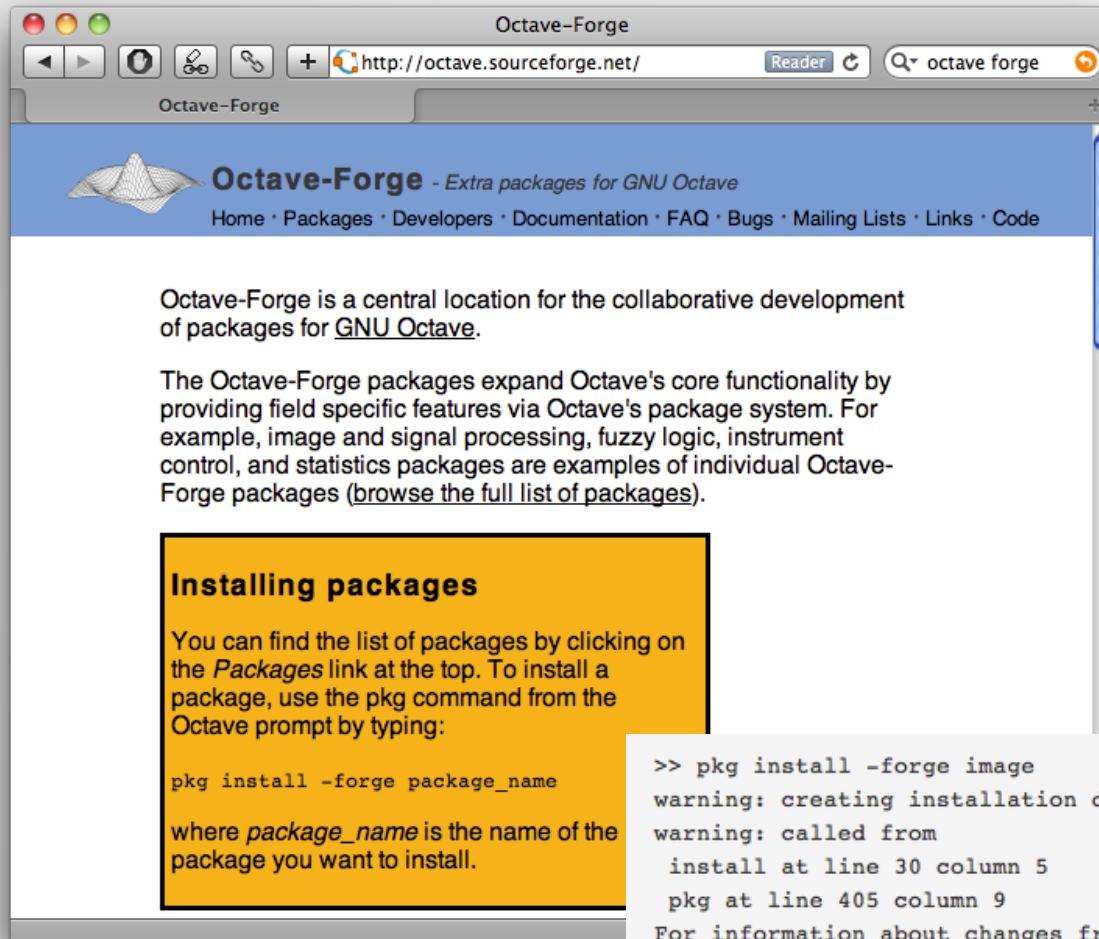 Octave-Forge
http://octave.sourceforge.net/
Reader
octave forge
Octave-Forge
Octave-Forge - Extra packages for GNU Octave
Home · Packages · Developers · Documentation · FAQ · Bugs · Mailing Lists · Links · Code
Octave-Forge is a central location for the collaborative development
of packages for GNU Octave.
The Octave-Forge packages expand Octave's core functionality by
providing field specific features via Octave's package system. For
example, image and signal processing, fuzzy logic, instrument
control, and statistics packages are examples of individual Octave-
Forge packages (browse the full list of packages).
Installing packages
You can find the list of packages by clicking on
the Packages link at the top. To install a
package, use the pkg command from the
Octave prompt by typing:
pkg install -forge package_name
where package_name is the name of the
package you want to install.
>> pkg install -forge image
warning: creating installation
warning: called from
install at line 30 column 5
pkg at line 405 column 9
For information about changes